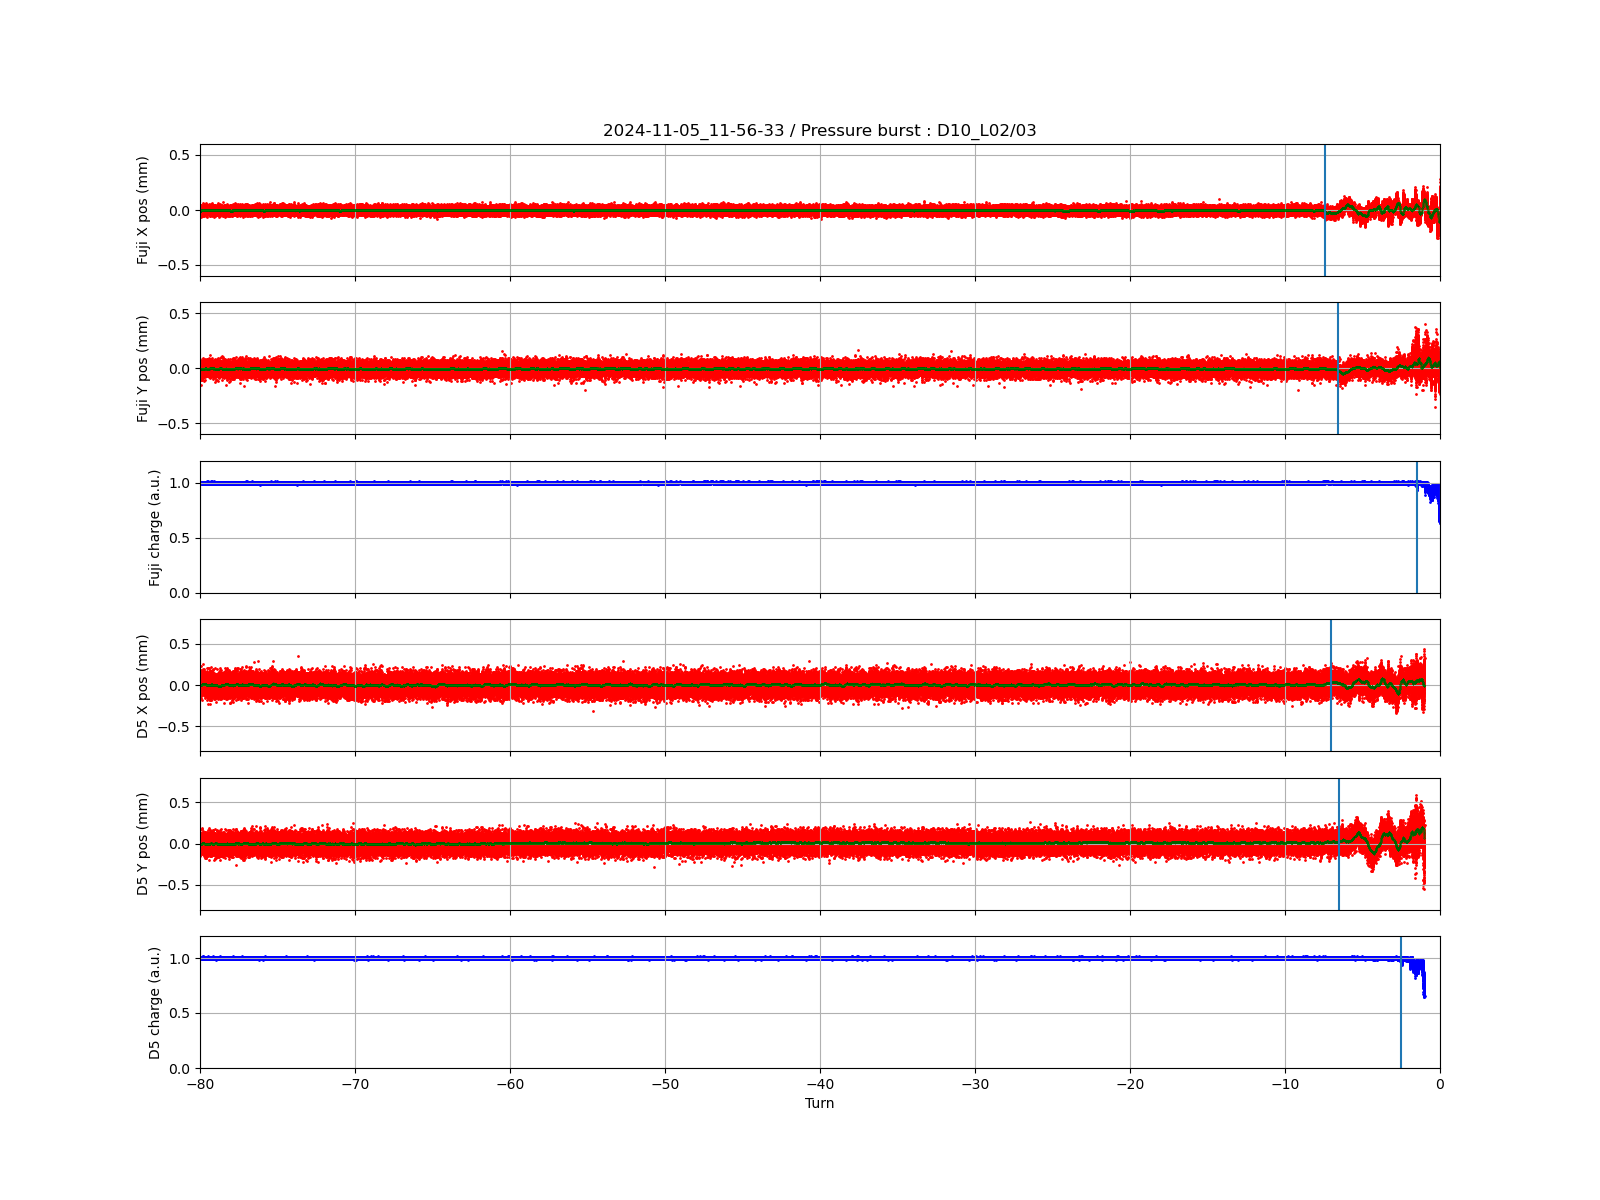 2024-11-05_11-56-33 / Pressure burst : D10_L02/03
Fuji X pos (mm)
0.5
0.0
−0.5
Fuji Y pos (mm)
0.5
0.0
−0.5
Fuji charge (a.u.)
1.0
0.5
0.0
D5 X pos (mm)
0.5
0.0
−0.5
D5 Y pos (mm)
0.5
0.0
−0.5
D5 charge (a.u.)
1.0
0.5
0.0
−80 −70 −60 −50 −40 −30 −20 −10 0
Turn